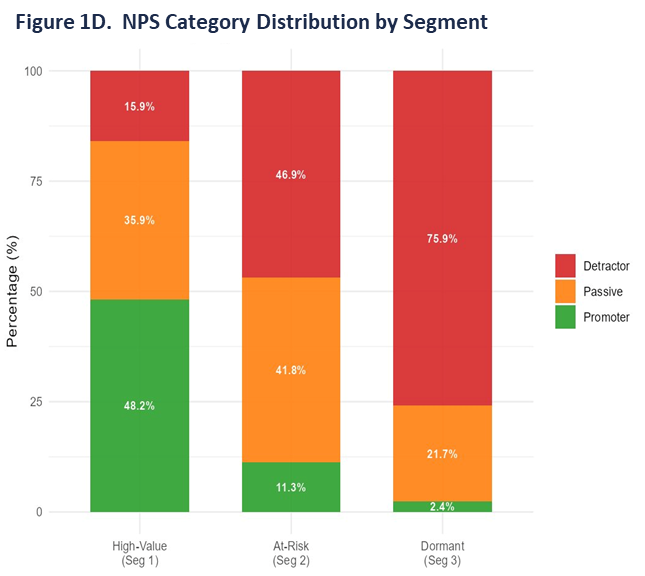 Figure 1D.  NPS Category Distribution by Segment
Percentage (%)
100
75
50
25
0
15.9%
35.9%
48.2%
46.9%
41.8%
11.3%
75.9%
21.7%
2.4%
High-Value
(Seg 1)
At-Risk
(Seg 2)
Dormant
(Seg 3)
Detractor
Passive
Promoter